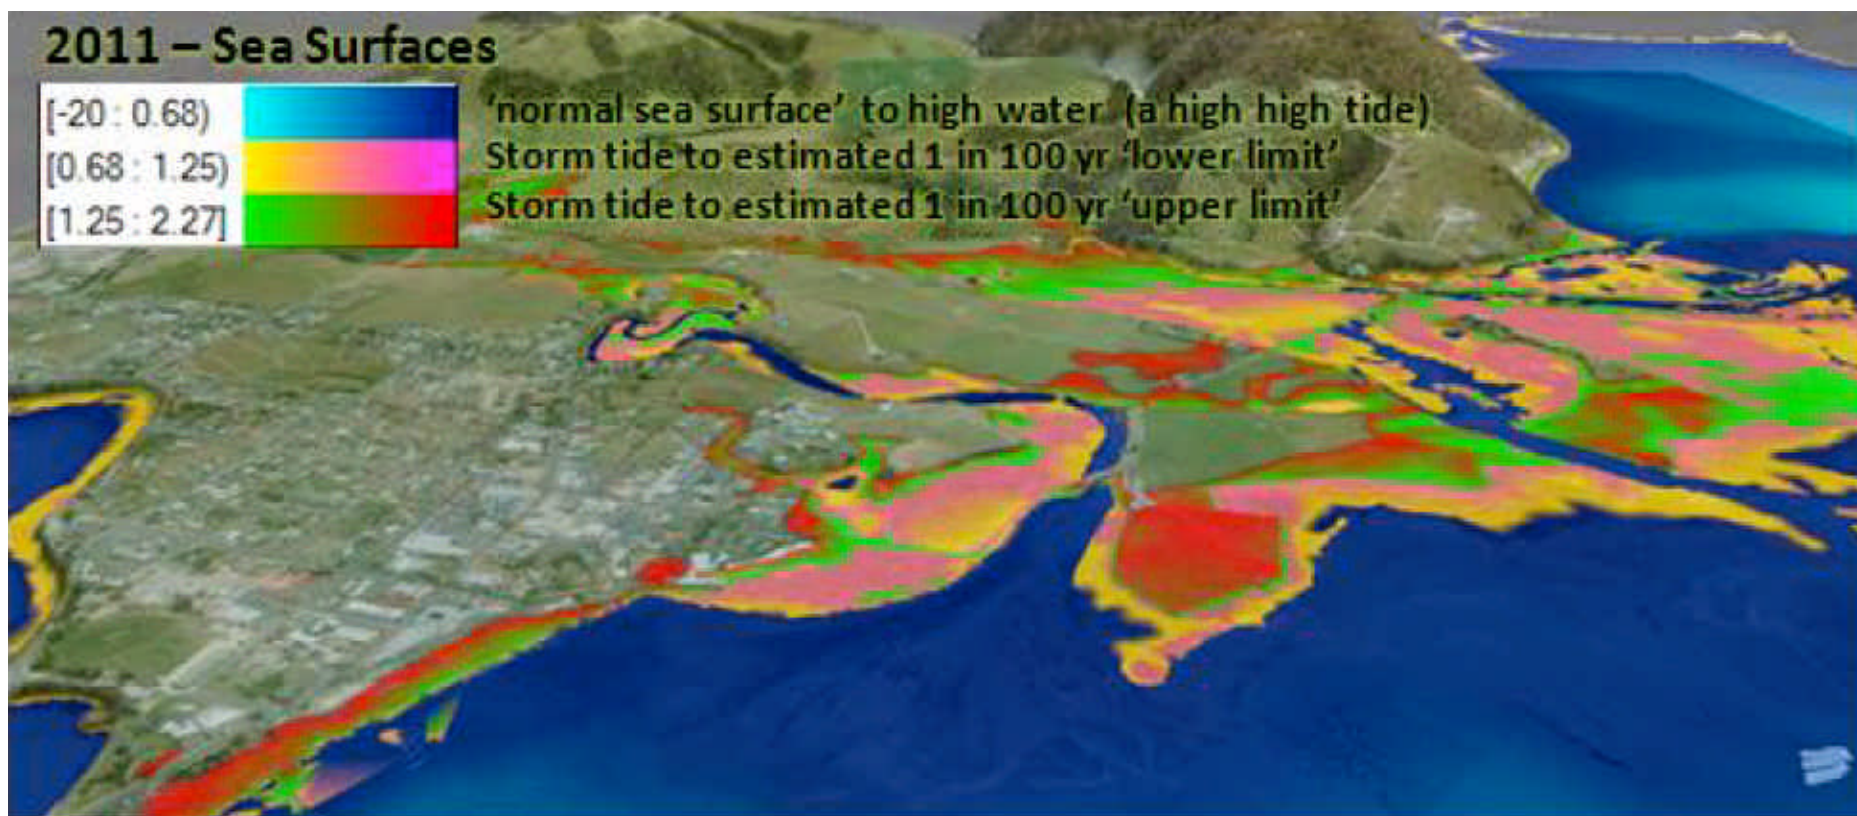 2011 – Sea Surfaces
[-20 : 0.68) ‘normal sea surface’ to high water (a high high tide)
[0.68 : 1.25) Storm tide to estimated 1 in 100 yr ‘lower limit’
[1.25 : 2.27] Storm tide to estimated 1 in 100 yr ‘upper limit’